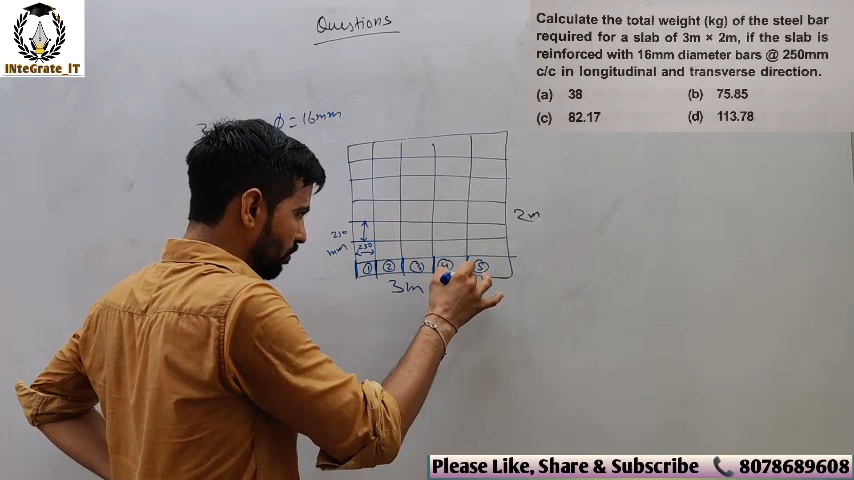 INteGrate_IT
Questions
Calculate the total weight (kg) of the steel bar
required for a slab of 3m × 2m, if the slab is
reinforced with 16mm diameter bars @ 250mm
c/c in longitudinal and transverse direction.
(a) 38 (b) 75.85
(c) 82.17 (d) 113.78
ϕ = 16mm
2m
250
mm
250
1 2 3 4 5
3m
Please Like, Share & Subscribe 8078689608